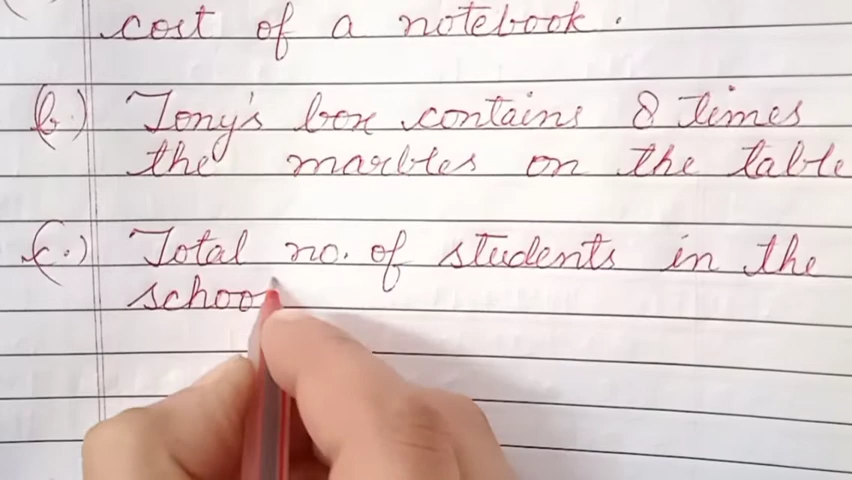 cost of a notebook.
(b.) Tony's box contains 8 times
the marbles on the table
(c.) Total no. of students in the
schoo